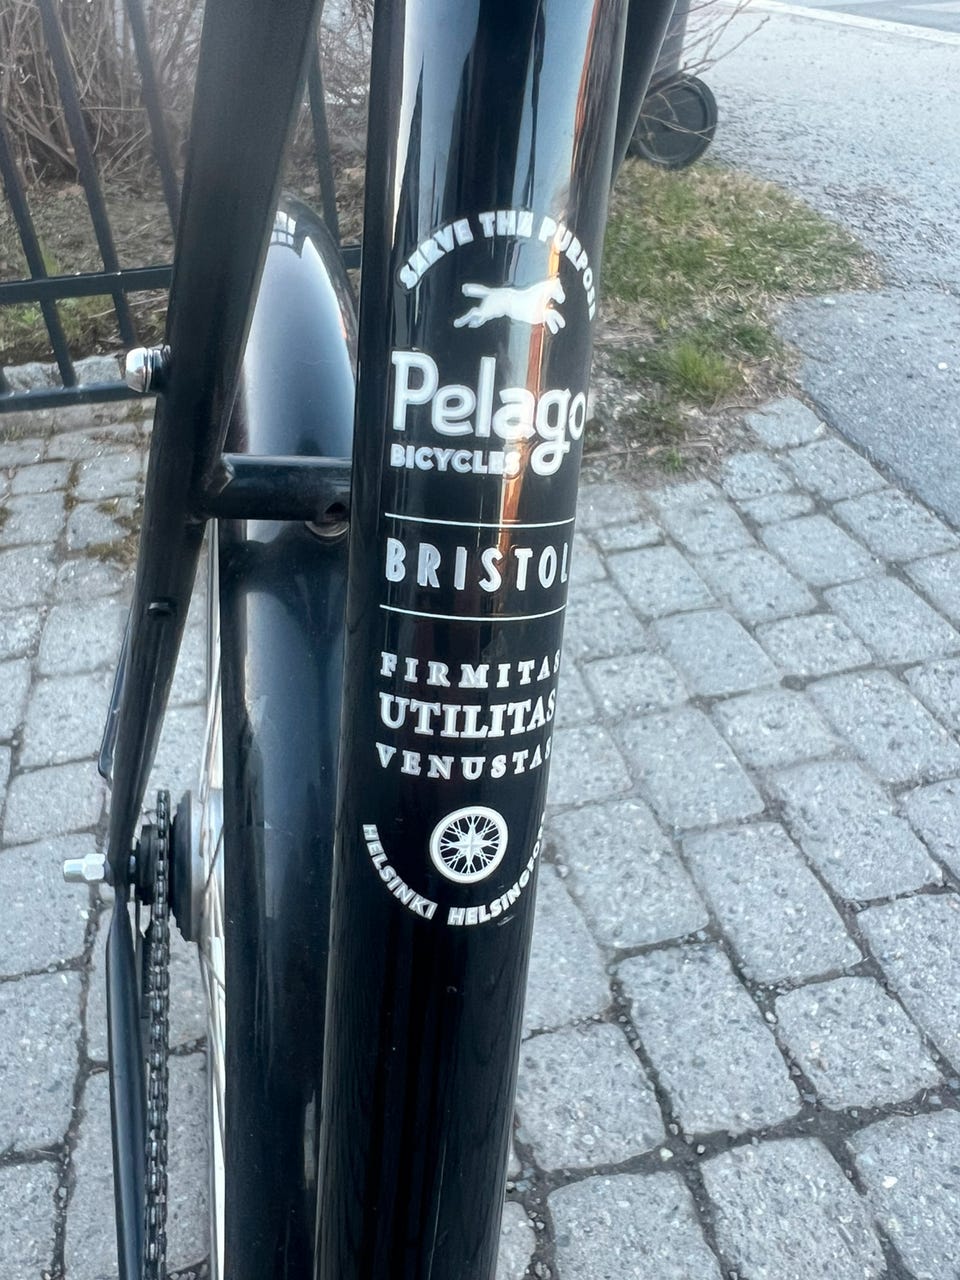 SERVE THE PURPOSE
Pelago
BICYCLES
BRISTOL
FIRMITAS
UTILITAS
VENUSTAS
HELSINKI HELSINGFORS